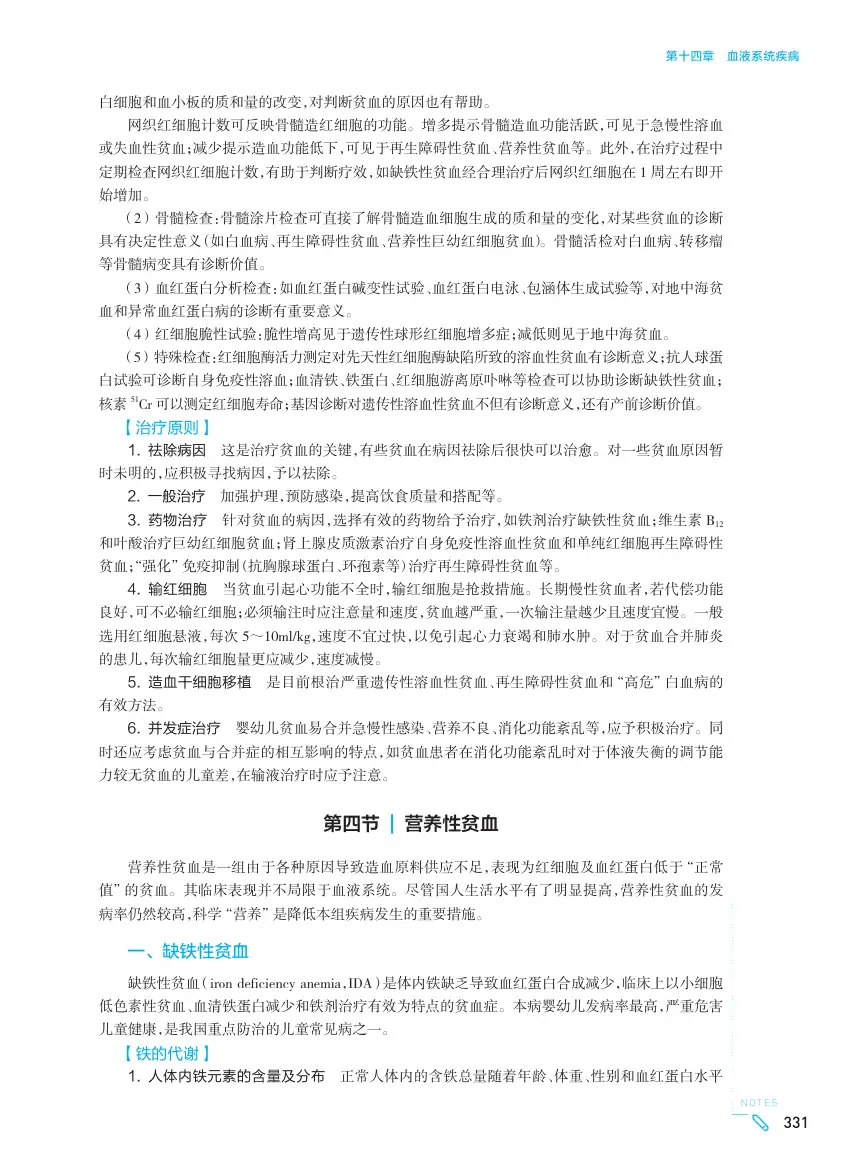 第十四章 血液系统疾病
白细胞和血小板的质和量的改变,对判断贫血的原因也有帮助。
网织红细胞计数可反映骨髓造红细胞的功能。增多提示骨髓造血功能活跃,可见于急慢性溶血
或失血性贫血;减少提示造血功能低下,可见于再生障碍性贫血、营养性贫血等。此外,在治疗过程中
定期检查网织红细胞计数,有助于判断疗效,如缺铁性贫血经合理治疗后网织红细胞在 1 周左右即开
始增加。
(2)骨髓检查:骨髓涂片检查可直接了解骨髓造血细胞生成的质和量的变化,对某些贫血的诊断
具有决定性意义(如白血病、再生障碍性贫血、营养性巨幼红细胞贫血)。骨髓活检对白血病、转移瘤
等骨髓病变具有诊断价值。
(3)血红蛋白分析检查:如血红蛋白碱变性试验、血红蛋白电泳、包涵体生成试验等,对地中海贫
血和异常血红蛋白病的诊断有重要意义。
(4)红细胞脆性试验:脆性增高见于遗传性球形红细胞增多症;减低则见于地中海贫血。
(5)特殊检查:红细胞酶活力测定对先天性红细胞酶缺陷所致的溶血性贫血有诊断意义;抗人球蛋
白试验可诊断自身免疫性溶血;血清铁、铁蛋白、红细胞游离原卟啉等检查可以协助诊断缺铁性贫血;
核素 ⁵¹Cr 可以测定红细胞寿命;基因诊断对遗传性溶血性贫血不但有诊断意义,还有产前诊断价值。
【治疗原则】
1. 祛除病因 这是治疗贫血的关键,有些贫血在病因祛除后很快可以治愈。对一些贫血原因暂
时未明的,应积极寻找病因,予以祛除。
2. 一般治疗 加强护理,预防感染,提高饮食质量和搭配等。
3. 药物治疗 针对贫血的病因,选择有效的药物给予治疗,如铁剂治疗缺铁性贫血;维生素 B₁₂
和叶酸治疗巨幼红细胞贫血;肾上腺皮质激素治疗自身免疫性溶血性贫血和单纯红细胞再生障碍性
贫血;“强化”免疫抑制(抗胸腺球蛋白、环孢素等)治疗再生障碍性贫血等。
4. 输红细胞 当贫血引起心功能不全时,输红细胞是抢救措施。长期慢性贫血者,若代偿功能
良好,可不必输红细胞;必须输注时应注意量和速度,贫血越严重,一次输注量越少且速度宜慢。一般
选用红细胞悬液,每次 5~10ml/kg,速度不宜过快,以免引起心力衰竭和肺水肿。对于贫血合并肺炎
的患儿,每次输红细胞量更应减少,速度减慢。
5. 造血干细胞移植 是目前根治严重遗传性溶血性贫血、再生障碍性贫血和“高危”白血病的
有效方法。
6. 并发症治疗 婴幼儿贫血易合并急慢性感染、营养不良、消化功能紊乱等,应予积极治疗。同
时还应考虑贫血与合并症的相互影响的特点,如贫血患者在消化功能紊乱时对于体液失衡的调节能
力较无贫血的儿童差,在输液治疗时应予注意。
第四节 | 营养性贫血
营养性贫血是一组由于各种原因导致造血原料供应不足,表现为红细胞及血红蛋白低于“正常
值”的贫血。其临床表现并不局限于血液系统。尽管国人生活水平有了明显提高,营养性贫血的发
病率仍然较高,科学“营养”是降低本组疾病发生的重要措施。
一、缺铁性贫血
缺铁性贫血(iron deficiency anemia,IDA)是体内铁缺乏导致血红蛋白合成减少,临床上以小细胞
低色素性贫血、血清铁蛋白减少和铁剂治疗有效为特点的贫血症。本病婴幼儿发病率最高,严重危害
儿童健康,是我国重点防治的儿童常见病之一。
【铁的代谢】
1. 人体内铁元素的含量及分布 正常人体内的含铁总量随着年龄、体重、性别和血红蛋白水平
NOTES
331